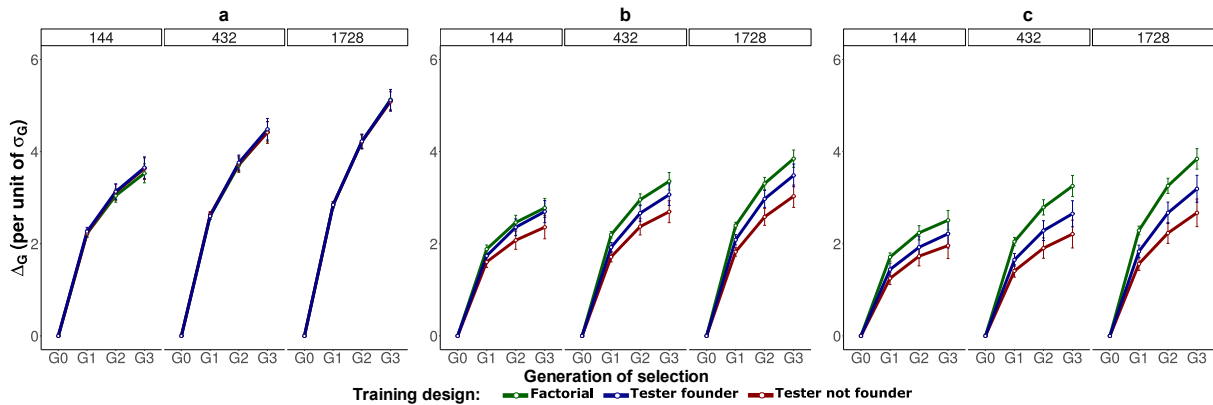 a b c
144 432 1728 144 432 1728 144 432 1728
6 6 6
4 4 4
2 2 2
0 0 0
Δ_G (per unit of σ_G)
G0 G1 G2 G3 G0 G1 G2 G3 G0 G1 G2 G3 G0 G1 G2 G3 G0 G1 G2 G3 G0 G1 G2 G3 G0 G1 G2 G3 G0 G1 G2 G3 G0 G1 G2 G3
Generation of selection
Training design: Factorial Tester founder Tester not founder